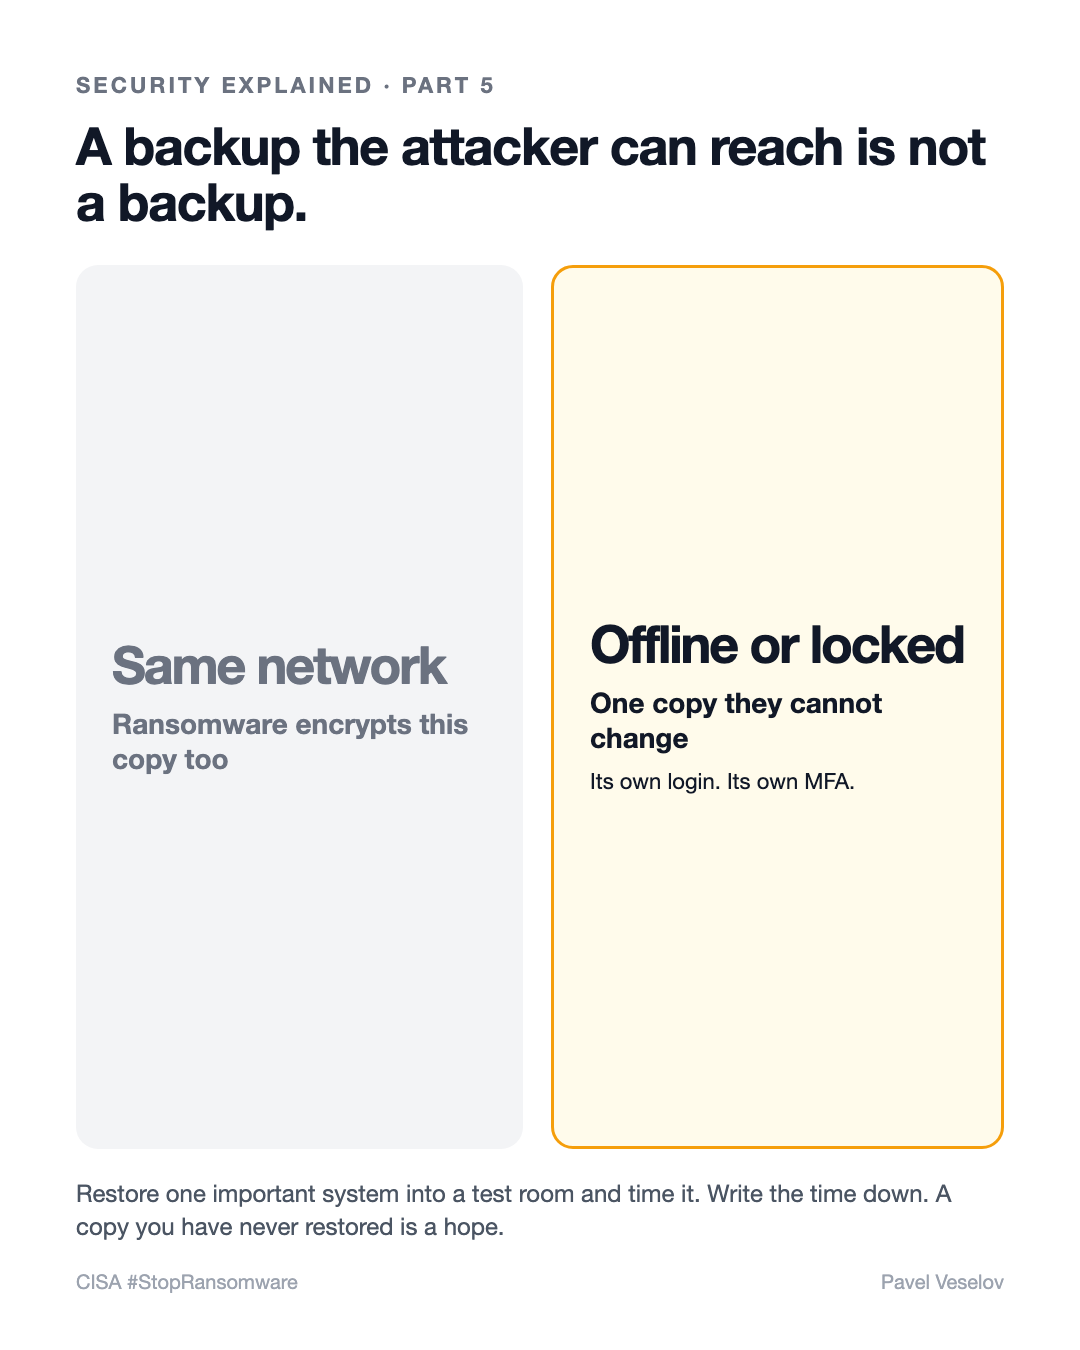 SECURITY EXPLAINED · PART 5
A backup the attacker can reach is not
a backup.
Same network
Ransomware encrypts this
copy too
Offline or locked
One copy they cannot
change
Its own login. Its own MFA.
Restore one important system into a test room and time it. Write the time down. A
copy you have never restored is a hope.
CISA #StopRansomware
Pavel Veselov